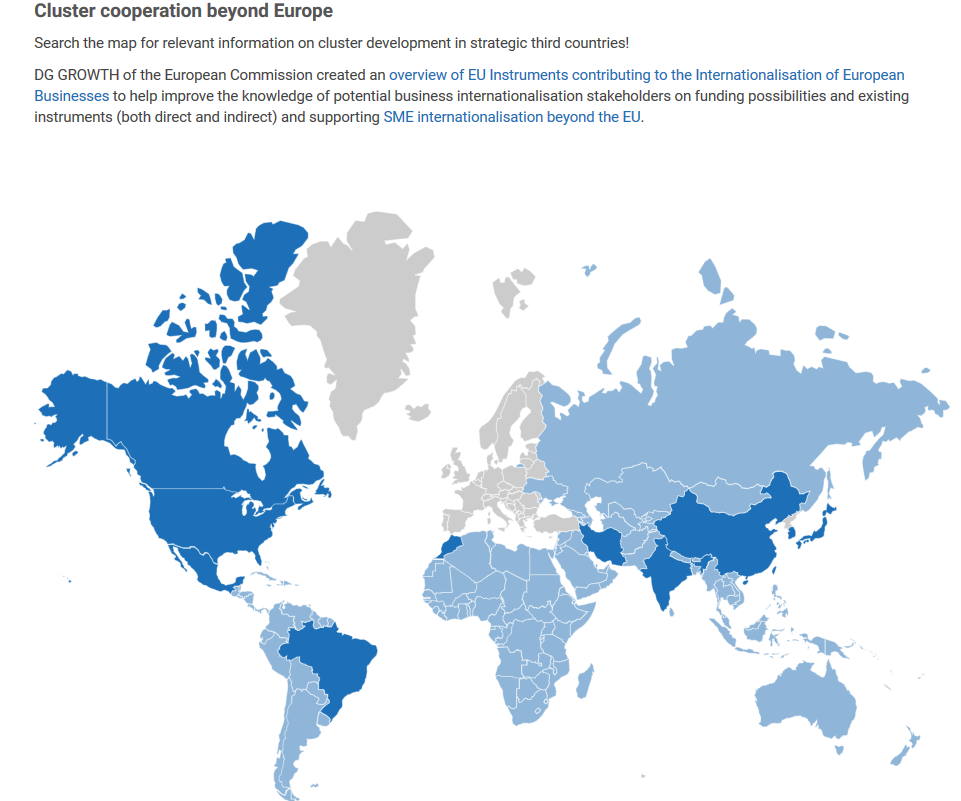 Cluster cooperation beyond Europe
Search the map for relevant information on cluster development in strategic third countries!
DG GROWTH of the European Commission created an overview of EU Instruments contributing to the Internationalisation of European
Businesses to help improve the knowledge of potential business internationalisation stakeholders on funding possibilities and existing
instruments (both direct and indirect) and supporting SME internationalisation beyond the EU.